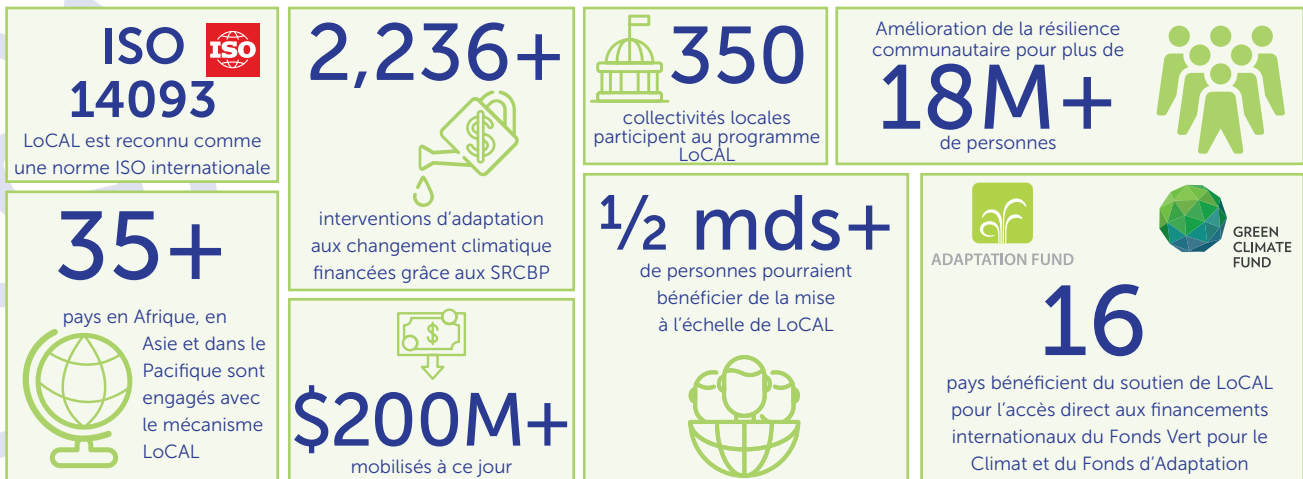 ISO
ISO
14093
LoCAL est reconnu comme
une norme ISO internationale
2,236+
$
interventions d'adaptation
aux changement climatique
financées grâce aux SRCBP
350
collectivités locales
participent au programme
LoCAL
Amélioration de la résilience
communautaire pour plus de
18M+
de personnes
35+
pays en Afrique, en
Asie et dans le
Pacifique sont
engagés avec
le mécanisme
LoCAL
$
$200M+
mobilisés à ce jour
½ mds+
de personnes pourraient
bénéficier de la mise
à l'échelle de LoCAL
ADAPTATION FUND
GREEN
CLIMATE
FUND
16
pays bénéficient du soutien de LoCAL
pour l'accès direct aux financements
internationaux du Fonds Vert pour le
Climat et du Fonds d'Adaptation